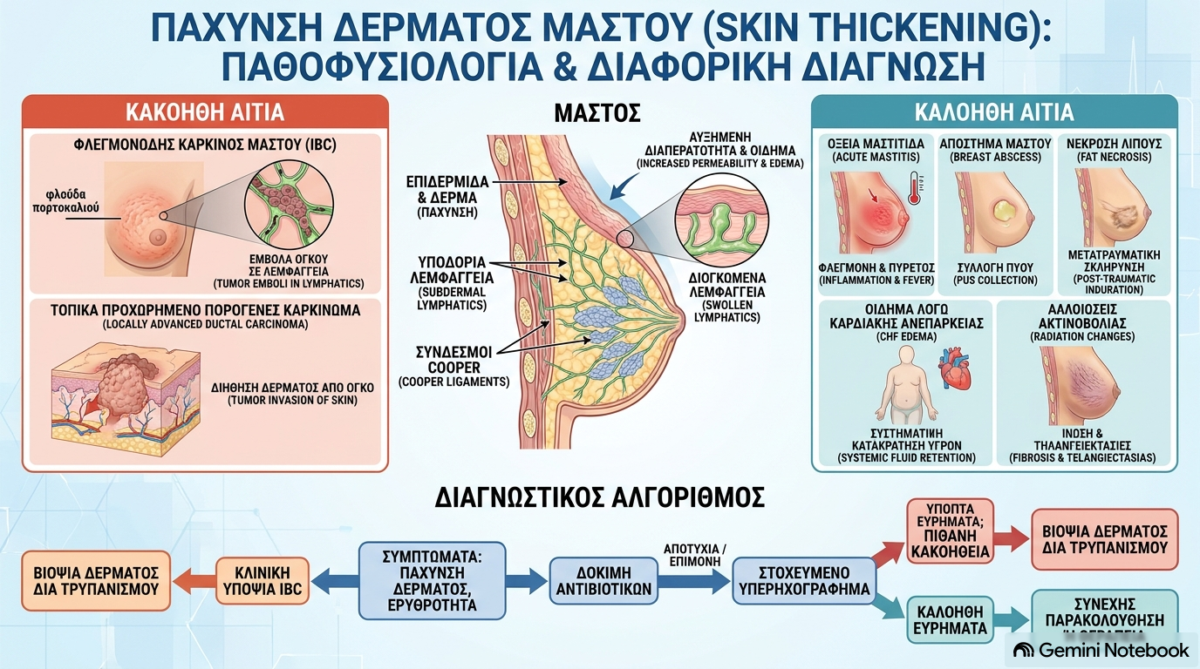 ΠΑΧΥΝΣΗ ΔΕΡΜΑΤΟΣ ΜΑΣΤΟΥ (SKIN THICKENING):
ΠΑΘΟΦΥΣΙΟΛΟΓΙΑ & ΔΙΑΦΟΡΙΚΗ ΔΙΑΓΝΩΣΗ
ΚΑΚΟΗΘΗ ΑΙΤΙΑ
ΦΛΕΓΜΟΝΟΔΗΣ ΚΑΡΚΙΝΟΣ ΜΑΣΤΟΥ (IBC)
φλούδα
πορτοκαλιού
ΕΜΒΟΛΑ ΟΓΚΟΥ
ΣΕ ΛΕΜΦΑΓΓΕΙΑ
(TUMOR EMBOLI IN LYMPHATICS)
ΤΟΠΙΚΑ ΠΡΟΧΩΡΗΜΕΝΟ ΠΟΡΟΓΕΝΕΣ ΚΑΡΚΙΝΩΜΑ
(LOCALLY ADVANCED DUCTAL CARCINOMA)
ΔΙΗΘΗΣΗ ΔΕΡΜΑΤΟΣ ΑΠΟ ΟΓΚΟ
(TUMOR INVASION OF SKIN)
ΜΑΣΤΟΣ
ΑΥΞΗΜΕΝΗ
ΔΙΑΠΕΡΑΤΟΤΗΤΑ & ΟΙΔΗΜΑ
(INCREASED PERMEABILITY & EDEMA)
ΕΠΙΔΕΡΜΙΔΑ
& ΔΕΡΜΑ
(ΠΑΧΥΝΣΗ)
ΥΠΟΔΟΡΙΑ
ΛΕΜΦΑΓΓΕΙΑ
(SUBDERMAL
LYMPHATICS)
ΣΥΝΔΕΣΜΟΙ
COOPER
(COOPER LIGAMENTS)
ΔΙΟΓΚΟΜΕΝΑ
ΛΕΜΦΑΓΓΕΙΑ
(SWOLLEN
LYMPHATICS)
ΚΑΛΟΗΘΗ ΑΙΤΙΑ
ΟΞΕΙΑ ΜΑΣΤΙΤΙΔΑ
(ACUTE MASTITIS)
ΦΛΕΓΜΟΝΗ & ΠΥΡΕΤΟΣ
(INFLAMMATION & FEVER)
ΑΠΟΣΤΗΜΑ ΜΑΣΤΟΥ
(BREAST ABSCESS)
ΣΥΛΛΟΓΗ ΠΥΟΥ
(PUS COLLECTION)
ΝΕΚΡΩΣΗ ΛΙΠΟΥΣ
(FAT NECROSIS)
ΜΕΤΑΤΡΑΥΜΑΤΙΚΗ
ΣΚΛΗΡΥΝΣΗ
(POST-TRAUMATIC
INDURATION)
ΟΙΔΗΜΑ ΛΟΓΩ
ΚΑΡΔΙΑΚΗΣ ΑΝΕΠΑΡΚΕΙΑΣ
(CHF EDEMA)
ΣΥΣΤΗΜΑΤΙΚΗ
ΚΑΤΑΚΡΑΤΗΣΗ ΥΓΡΟΝ
(SYSTEMIC FLUID RETENTION)
ΑΛΛΟΙΩΣΕΙΣ
ΑΚΤΙΝΟΒΟΛΙΑΣ
(RADIATION CHANGES)
ΙΝΩΣΗ &
ΤΗΛΑΝΓΕΙΕΚΤΑΣΙΕΣ
(FIBROSIS & TELANGIECTASIAS)
ΔΙΑΓΝΩΣΤΙΚΟΣ ΑΛΓΟΡΙΘΜΟΣ
ΒΙΟΨΙΑ ΔΕΡΜΑΤΟΣ
ΔΙΑ ΤΡΥΠΑΝΙΣΜΟΥ
ΚΛΙΝΙΚΗ
ΥΠΟΨΙΑ IBC
ΣΥΜΠΤΩΜΑΤΑ:
ΠΑΧΥΝΣΗ
ΔΕΡΜΑΤΟΣ,
ΕΡΥΘΡΟΤΗΤΑ
ΔΟΚΙΜΗ
ΑΝΤΙΒΙΟΤΙΚΩΝ
ΑΠΟΤΥΧΙΑ /
ΕΠΙΜΟΝΗ
ΣΤΟΧΕΥΜΕΝΟ
ΥΠΕΡΗΧΟΓΡΑΦΗΜΑ
ΥΠΟΠΤΑ
ΕΥΡΗΜΑΤΑ;
ΠΙΘΑΝΗ
ΚΑΚΟΗΘΕΙΑ
ΒΙΟΨΙΑ ΔΕΡΜΑΤΟΣ
ΔΙΑ ΤΡΥΠΑΝΙΣΜΟΥ
ΚΑΛΟΗΘΗ
ΕΥΡΗΜΑΤΑ
ΣΥΝΕΧΗΣ
ΠΑΡΑΚΟΛΟΥΘΗΣΗ
Gemini Notebook